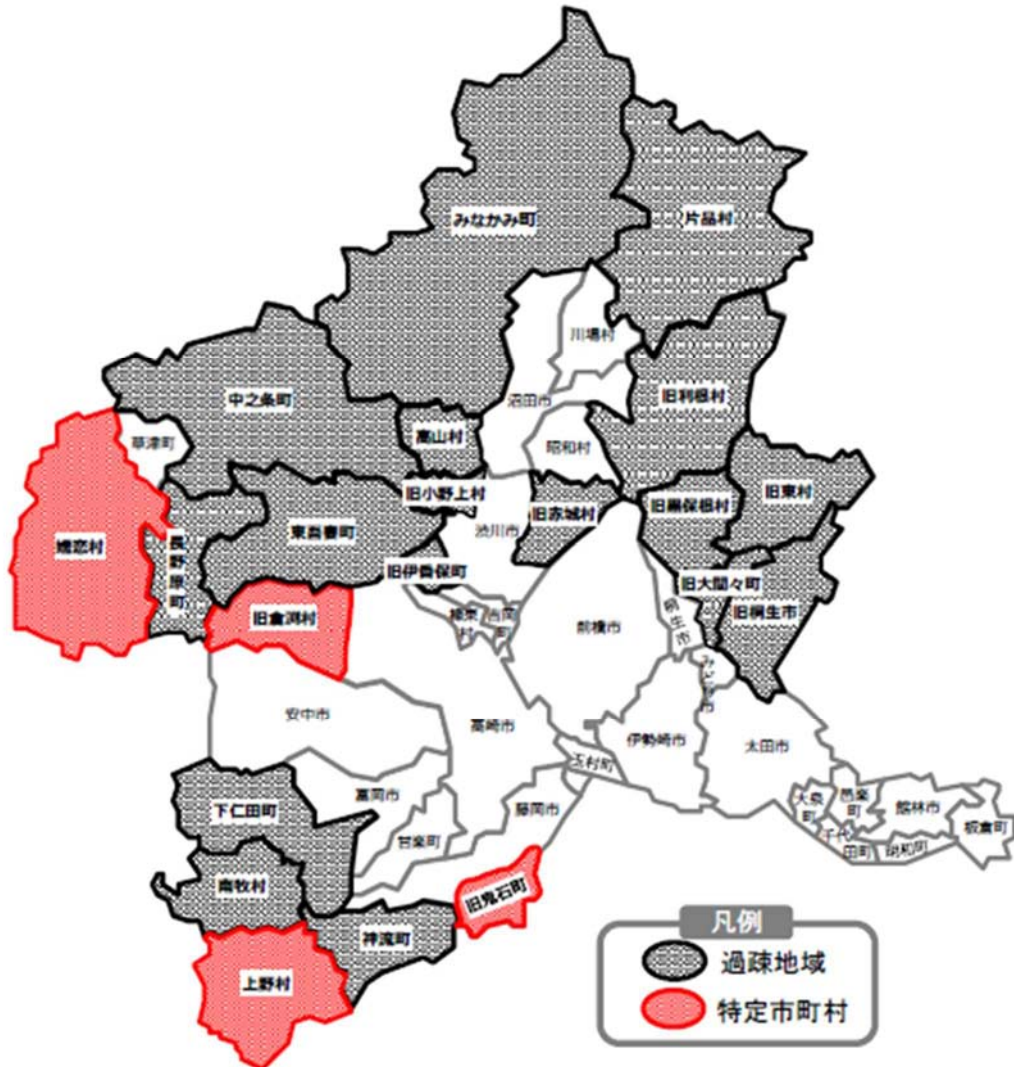 みなかみ町
片品村
川場村
中之条町
沼田市
旧利根村
草津町
高山村
昭和村
旧小野上村
旧赤城村
旧黒保根村
旧東村
嬬恋村
長野原町
東吾妻町
渋川市
旧伊香保町
旧大間々町
旧桐生市
旧倉渕村
榛東村
吉岡町
前橋市
桐生市
みどり市
安中市
高崎市
伊勢崎市
太田市
玉村町
下仁田町
富岡市
藤岡市
甘楽町
大泉町
邑楽町
館林市
板倉町
千代田町
明和町
南牧村
旧鬼石町
神流町
上野村
凡例
過疎地域
特定市町村